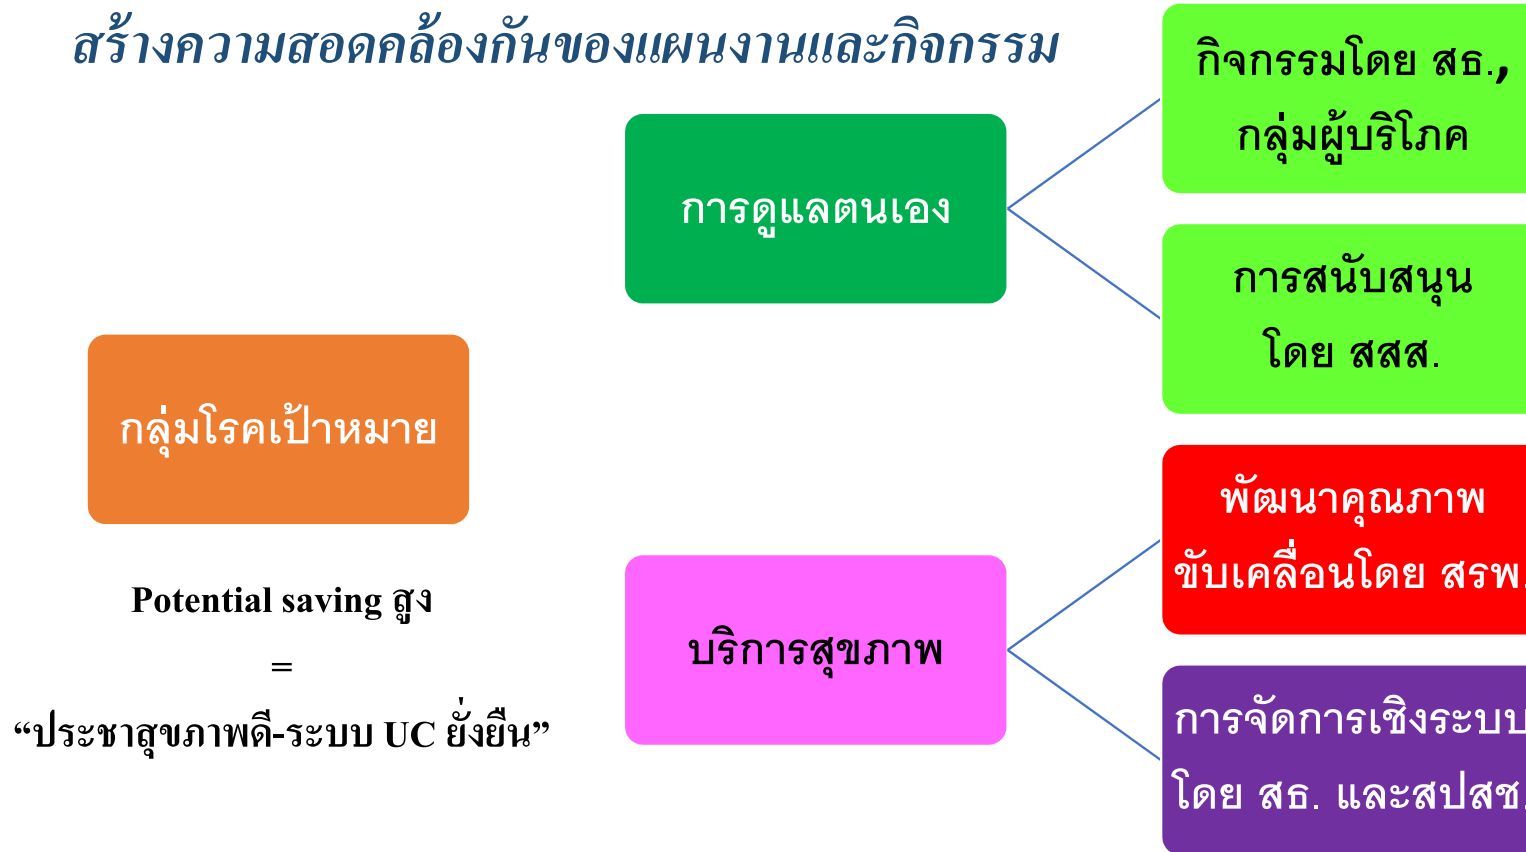 สร้างความสอดคล้องกันของแผนงานและกิจกรรม
กิจกรรมโดย สธ.,
กลุ่มผู้บริโภค
การดูแลตนเอง
การสนับสนุน
โดย สสส.
กลุ่มโรคเป้าหมาย
พัฒนาคุณภาพ
ขับเคลื่อนโดย สรพ.
Potential saving สูง
=
“ประชาสุขภาพดี-ระบบ UC ยั่งยืน”
บริการสุขภาพ
การจัดการเชิงระบบ
โดย สธ. และสปสช.